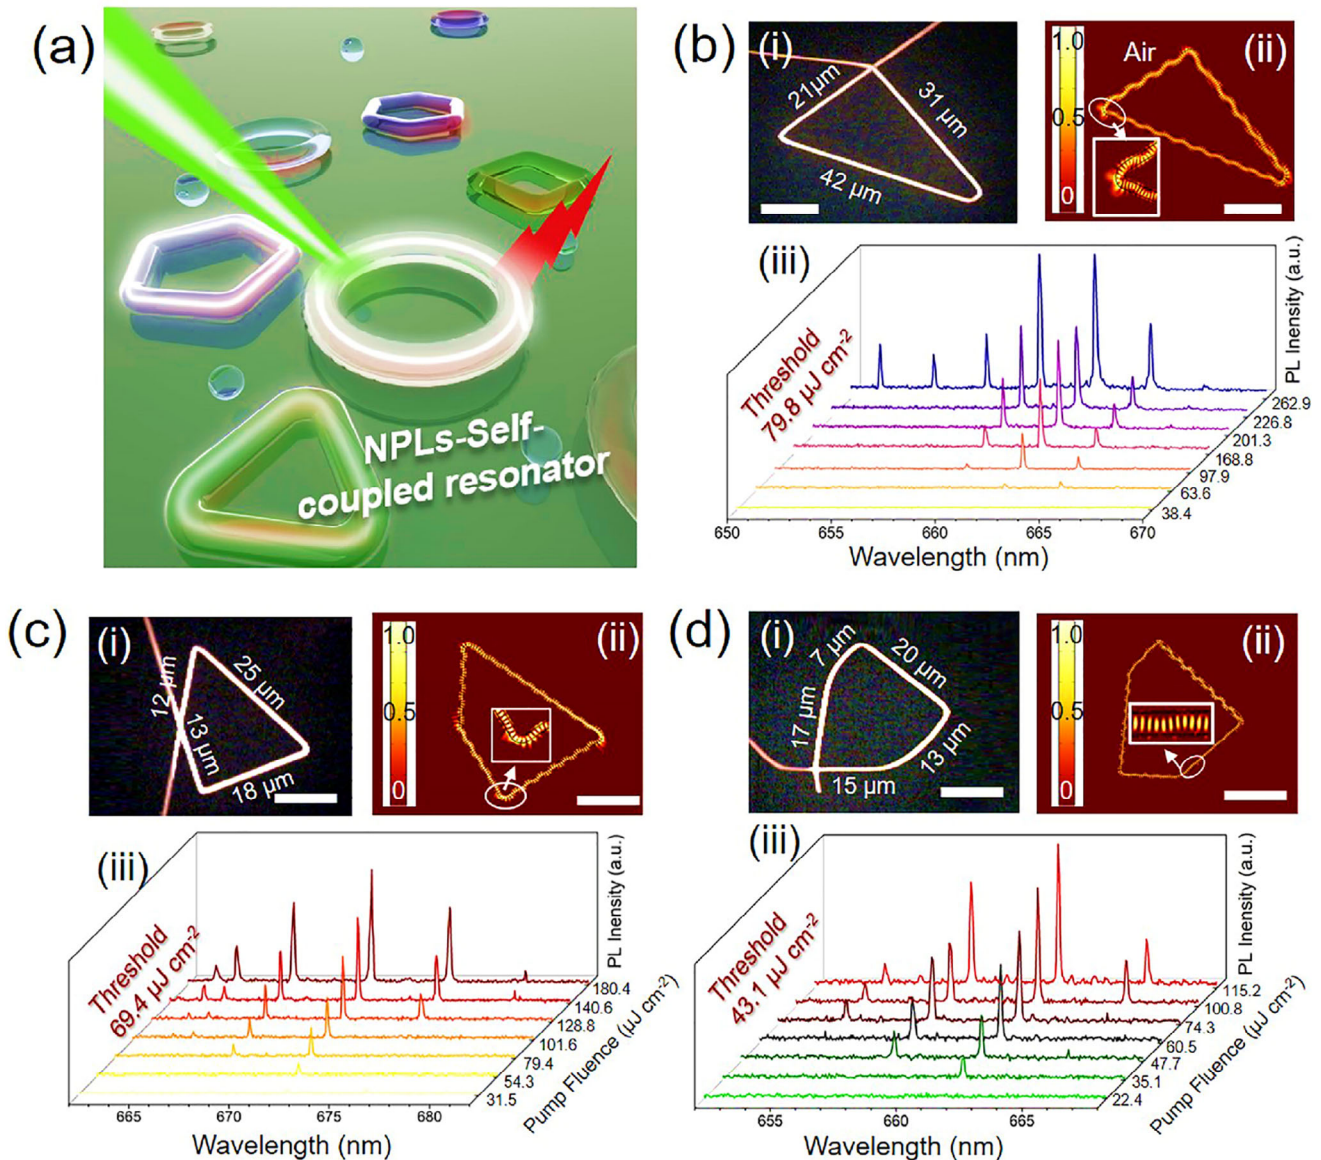 (a)
NPLs-Self-
coupled resonator
(b)
(i)
21μm
31 μm
42 μm
(ii)
1.0
0.5
0
Air
(iii)
Threshold
79.8 μJ cm-2
PL Inensity (a.u.)
262.9
226.8
201.3
168.8
97.9
63.6
38.4
650
655
660
665
670
Wavelength (nm)
(c)
(i)
12 μm
25 μm
13 μm
18 μm
(ii)
1.0
0.5
0
(iii)
Threshold
69.4 μJ cm-2
PL Inensity (a.u.)
180.4
140.6
128.8
101.6
79.4
54.3
31.5
Pump Fluence (μJ cm-2)
665
670
675
680
Wavelength (nm)
(d)
(i)
7 μm
20 μm
17 μm
13 μm
15 μm
(ii)
1.0
0.5
0
(iii)
Threshold
43.1 μJ cm-2
PL Inensity (a.u.)
115.2
100.8
74.3
60.5
47.7
35.1
22.4
Pump Fluence (μJ cm-2)
655
660
665
Wavelength (nm)